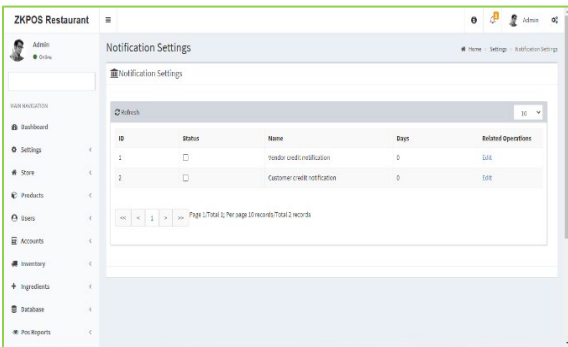 ZKPOS Restaurant
Admin
Admin
Online
Notification Settings
Home - Settings - Notification Settings
Notification Settings
MAIN NAVIGATION
Refresh
10
Dashboard
ID Status Name Days Related Operations
Settings
1 Vendor credit notification 0 Edit
Store
2 Customer credit notification 0 Edit
Products
Users
<< < 1 > >> Page 1/Total 1; Per page 10 records/Total 2 records
Accounts
Inventory
Ingredients
Database
Pos Reports